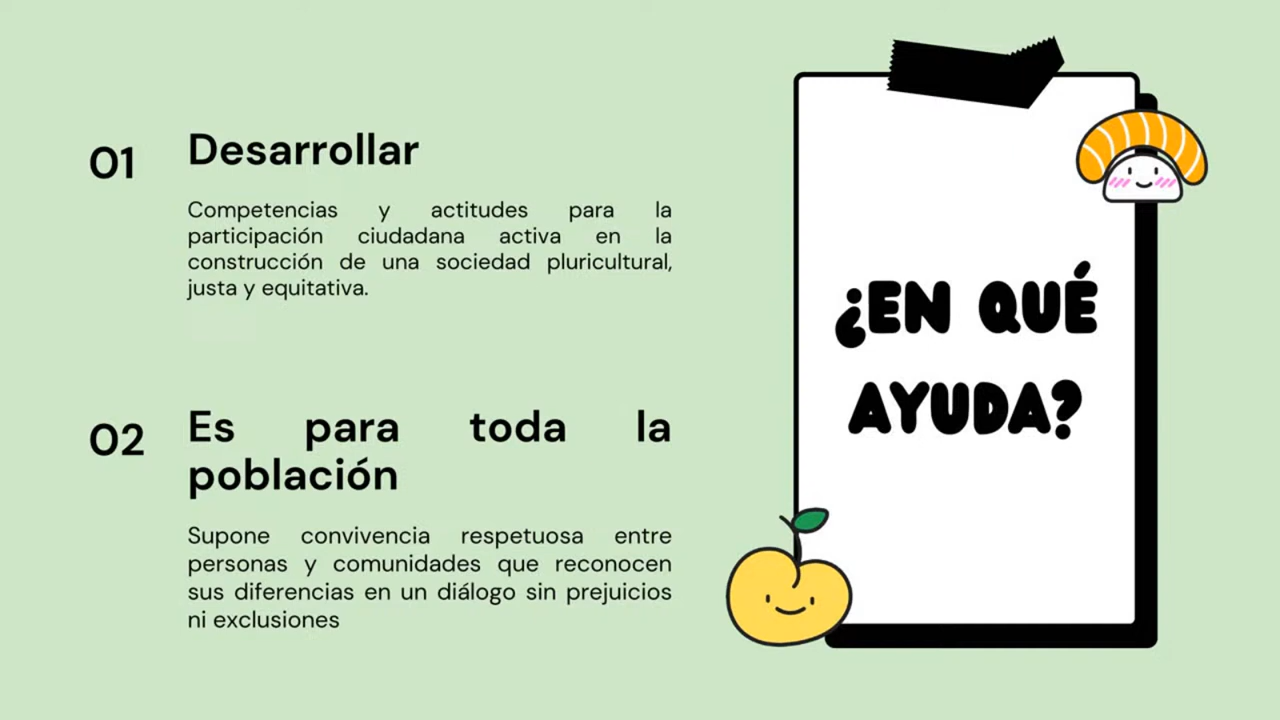 01
Desarrollar
Competencias y actitudes para la
participación ciudadana activa en la
construcción de una sociedad pluricultural,
justa y equitativa.
02
Es para toda la
población
Supone convivencia respetuosa entre
personas y comunidades que reconocen
sus diferencias en un diálogo sin prejuicios
ni exclusiones
¿EN QUÉ
AYUDA?